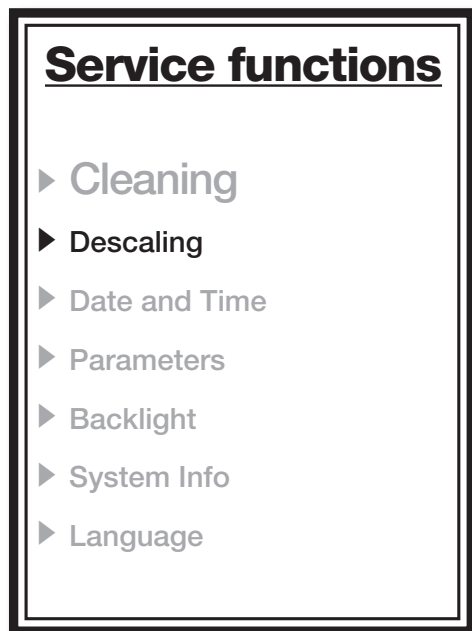 Service functions
Cleaning
Descaling
Date and Time
Parameters
Backlight
System Info
Language